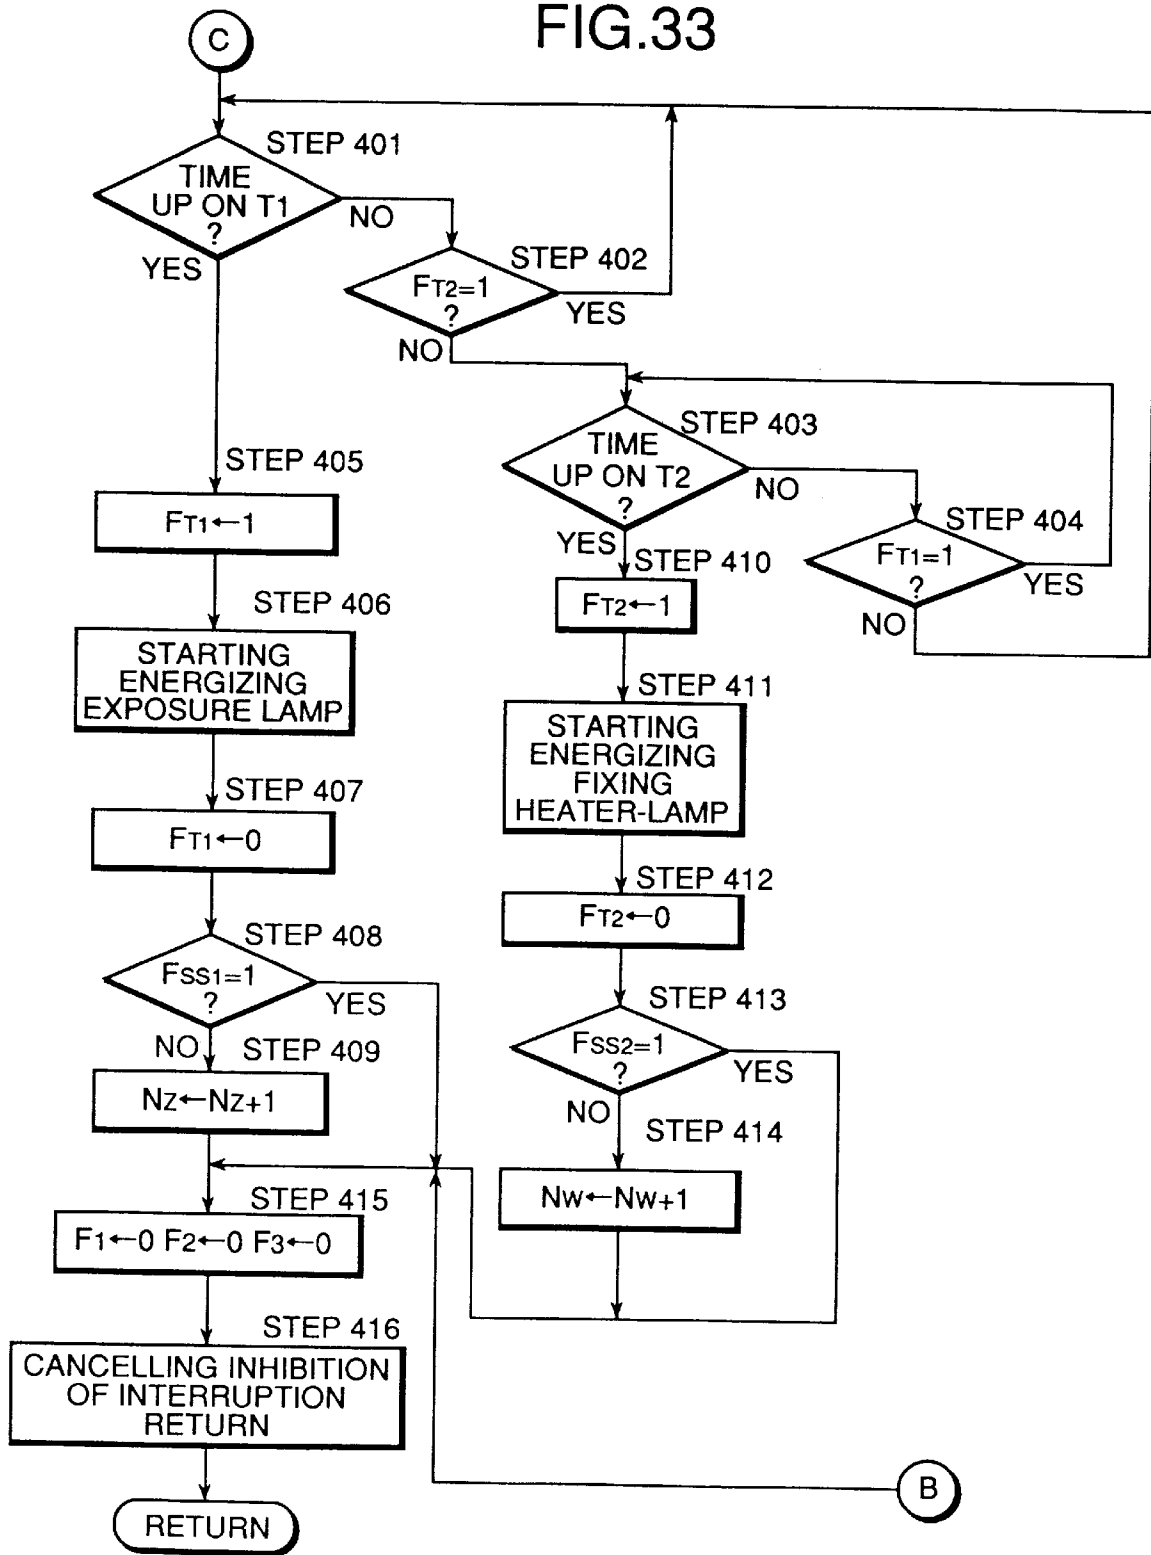 FIG.33
C
STEP 401
TIME
UP ON T1
?
NO
YES
STEP 402
FT2=1
?
YES
NO
STEP 403
TIME
UP ON T2
?
NO
YES
STEP 404
FT1=1
?
YES
NO
STEP 405
FT1←1
STEP 406
STARTING
ENERGIZING
EXPOSURE LAMP
STEP 407
FT1←0
STEP 408
FSS1=1
?
YES
NO
STEP 409
NZ←NZ+1
STEP 410
FT2←1
STEP 411
STARTING
ENERGIZING
FIXING
HEATER-LAMP
STEP 412
FT2←0
STEP 413
FSS2=1
?
YES
NO
STEP 414
NW←NW+1
STEP 415
F1←0 F2←0 F3←0
STEP 416
CANCELLING INHIBITION
OF INTERRUPTION
RETURN
RETURN
B